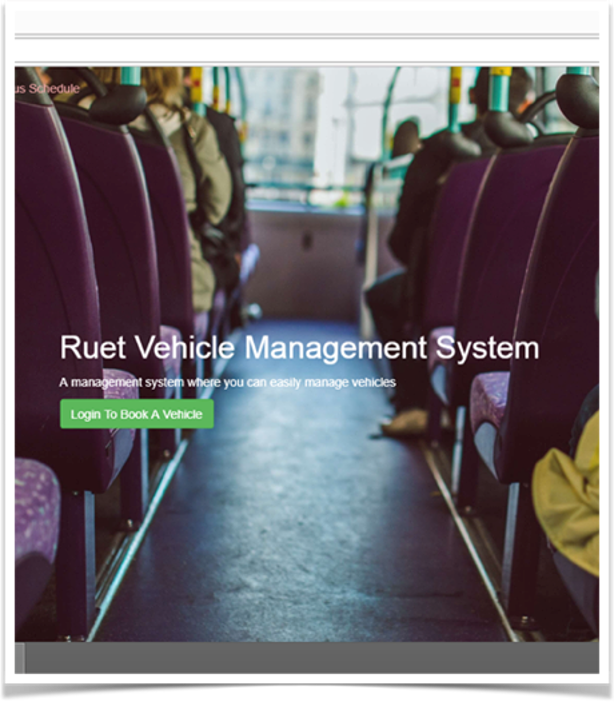 us Schedule
Ruet Vehicle Management System
A management system where you can easily manage vehicles
Login To Book A Vehicle